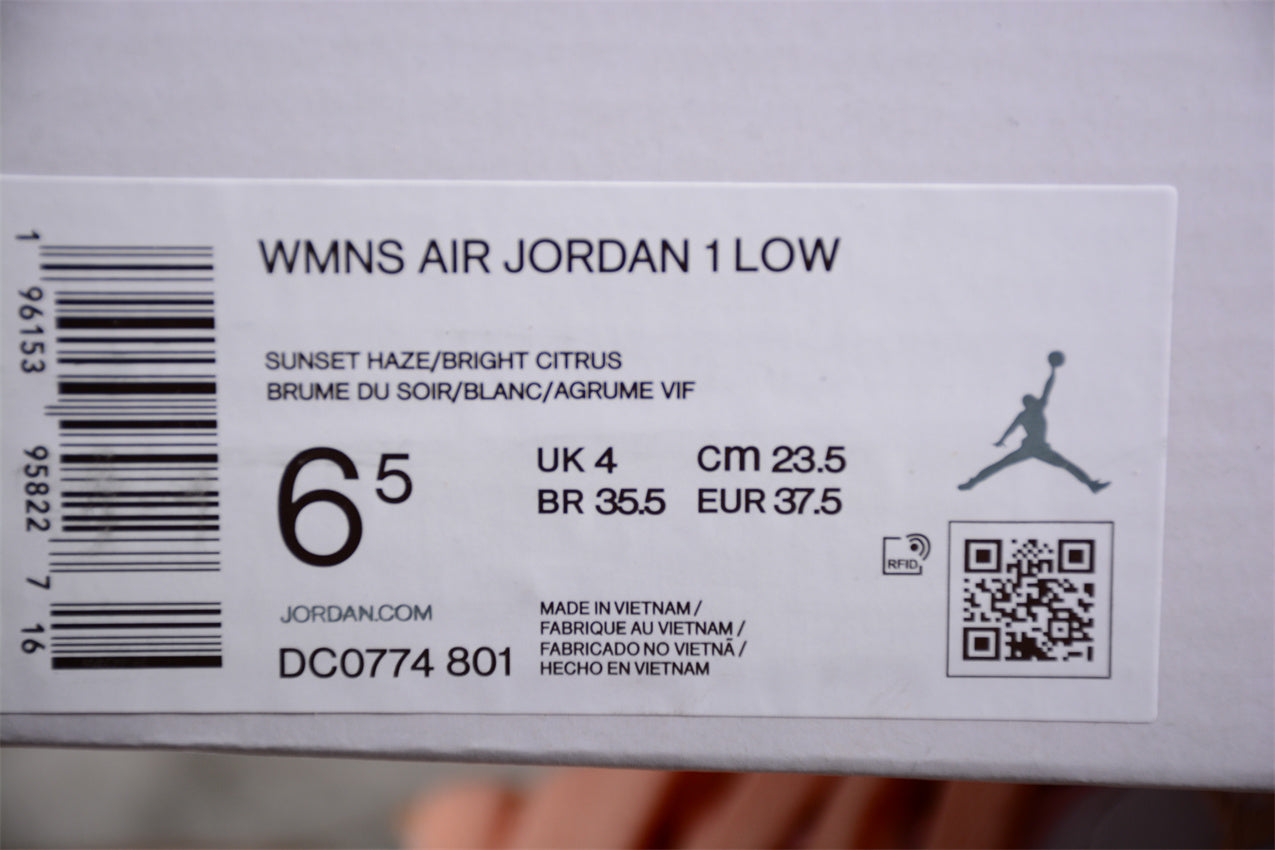 WMNS AIR JORDAN 1 LOW
SUNSET HAZE/BRIGHT CITRUS
BRUME DU SOIR/BLANC/AGRUME VIF
6 5
UK 4 cm 23.5
BR 35.5 EUR 37.5
RFID
JORDAN.COM
DC0774 801
MADE IN VIETNAM /
FABRIQUE AU VIETNAM /
FABRICADO NO VIETNÃ /
HECHO EN VIETNAM
1 96153 95822 7 16